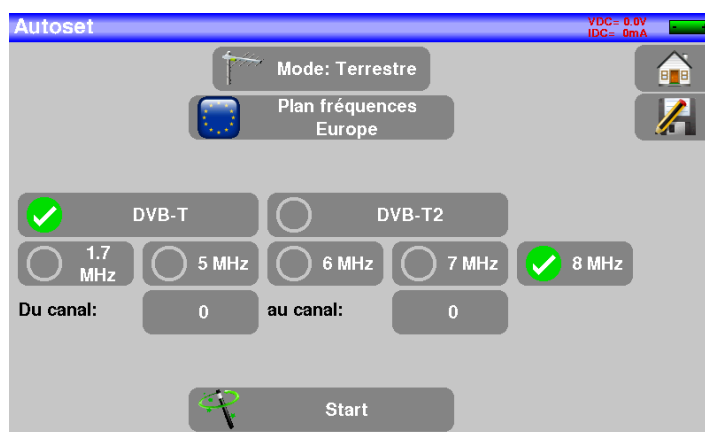 Autoset
VDC= 0.0V
IDC= 0mA
Mode: Terrestre
Plan fréquences
Europe
DVB-T
DVB-T2
1.7
MHz
5 MHz
6 MHz
7 MHz
8 MHz
Du canal:
0
au canal:
0
Start